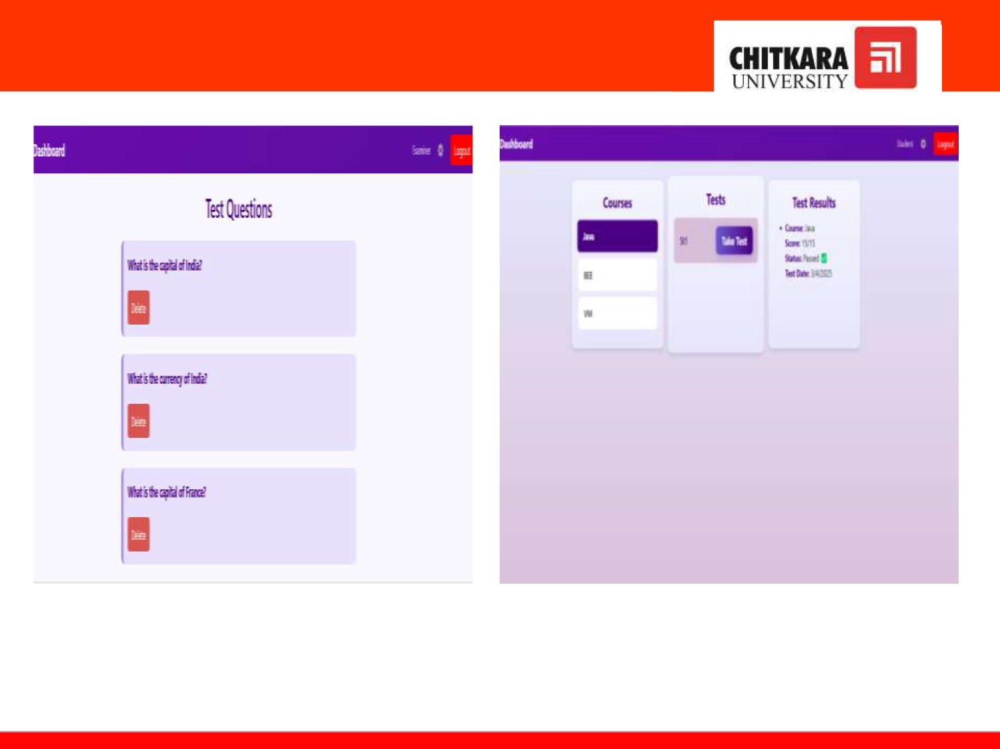 CHITKARA
UNIVERSITY
Dashboard
Examiner
Logout
Test Questions
What is the capital of India?
Delete
What is the currency of India?
Delete
What is the capital of France?
Delete
Dashboard
Student
Logout
Courses
Java
VM
Tests
Take Test
Test Results
• Course: Java
Score: 15/15
Status: Passed ✅
Test Date: 3/4/2025